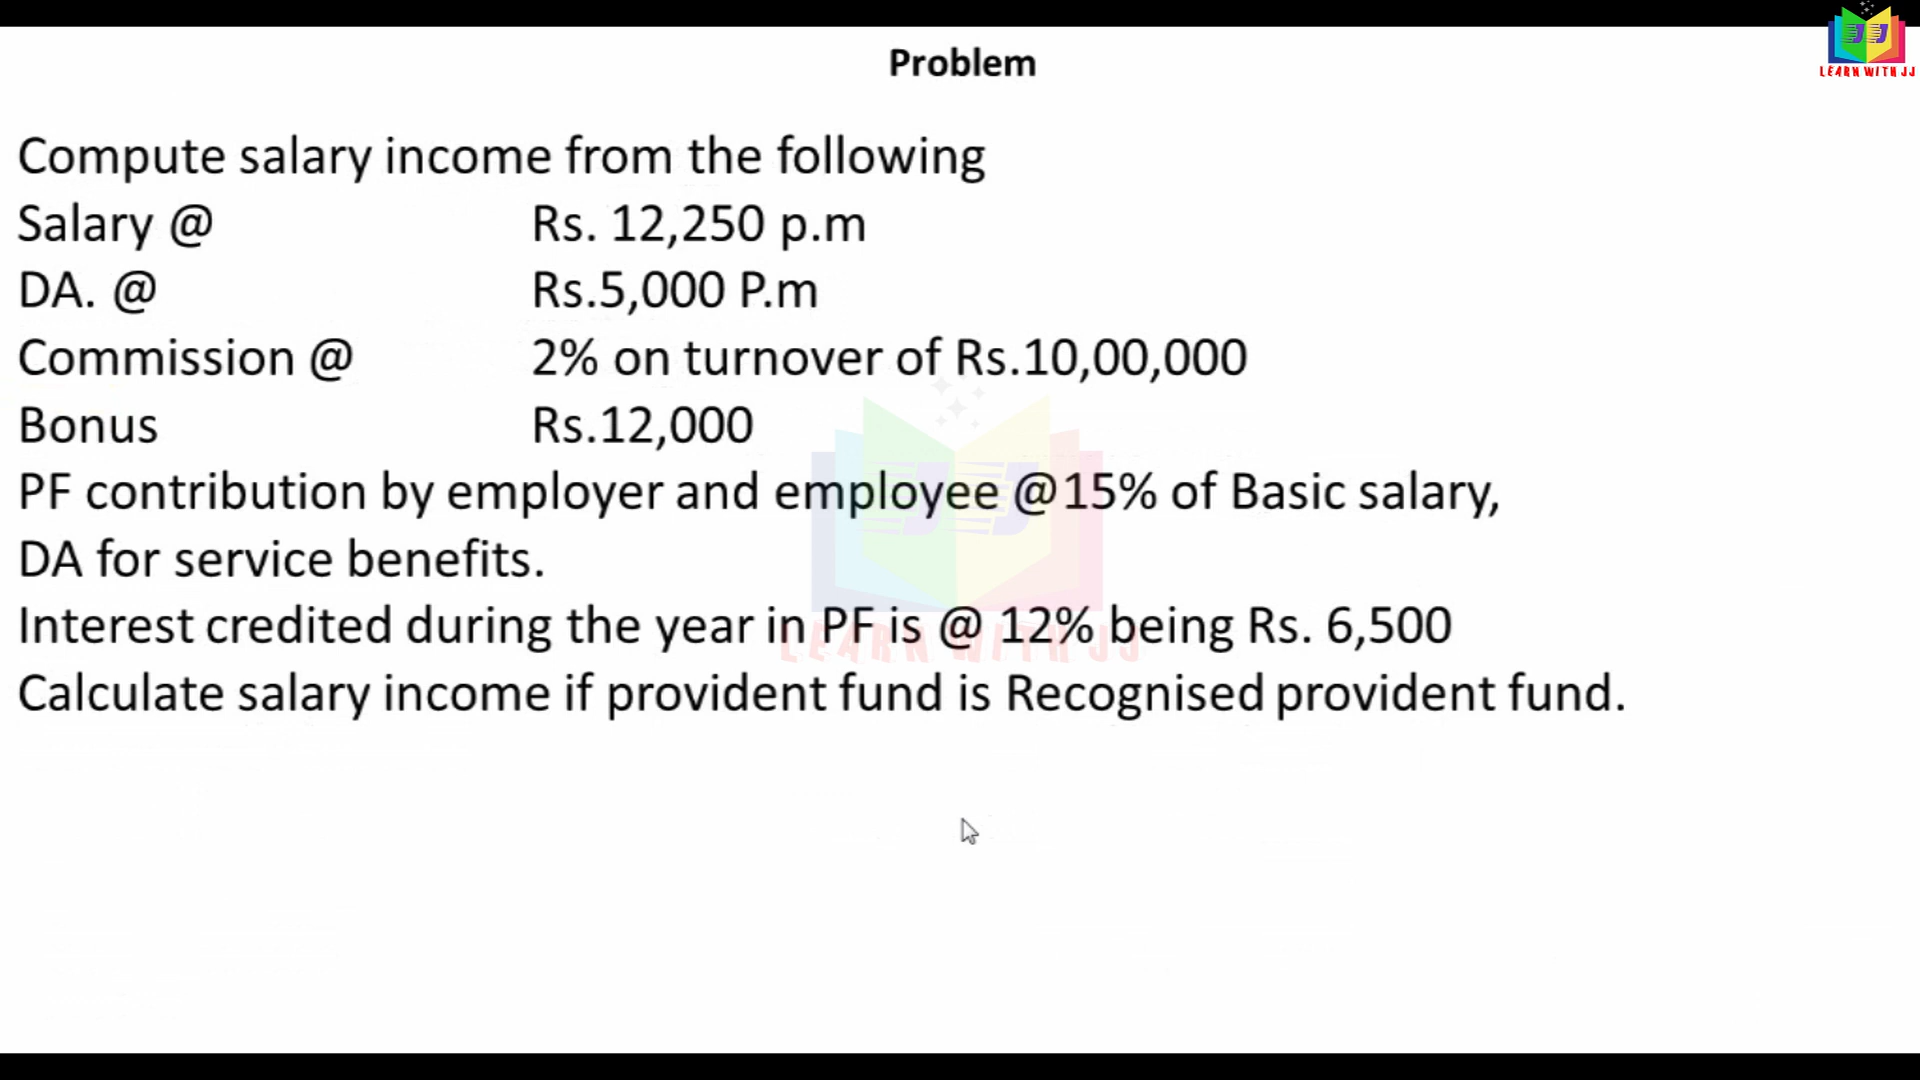 LEARN WITH JJ
Problem
Compute salary income from the following
Salary @ Rs. 12,250 p.m
DA. @ Rs.5,000 P.m
Commission @ 2% on turnover of Rs.10,00,000
Bonus Rs.12,000
PF contribution by employer and employee @15% of Basic salary,
DA for service benefits.
Interest credited during the year in PF is @ 12% being Rs. 6,500
LEARN WITH JJ
Calculate salary income if provident fund is Recognised provident fund.